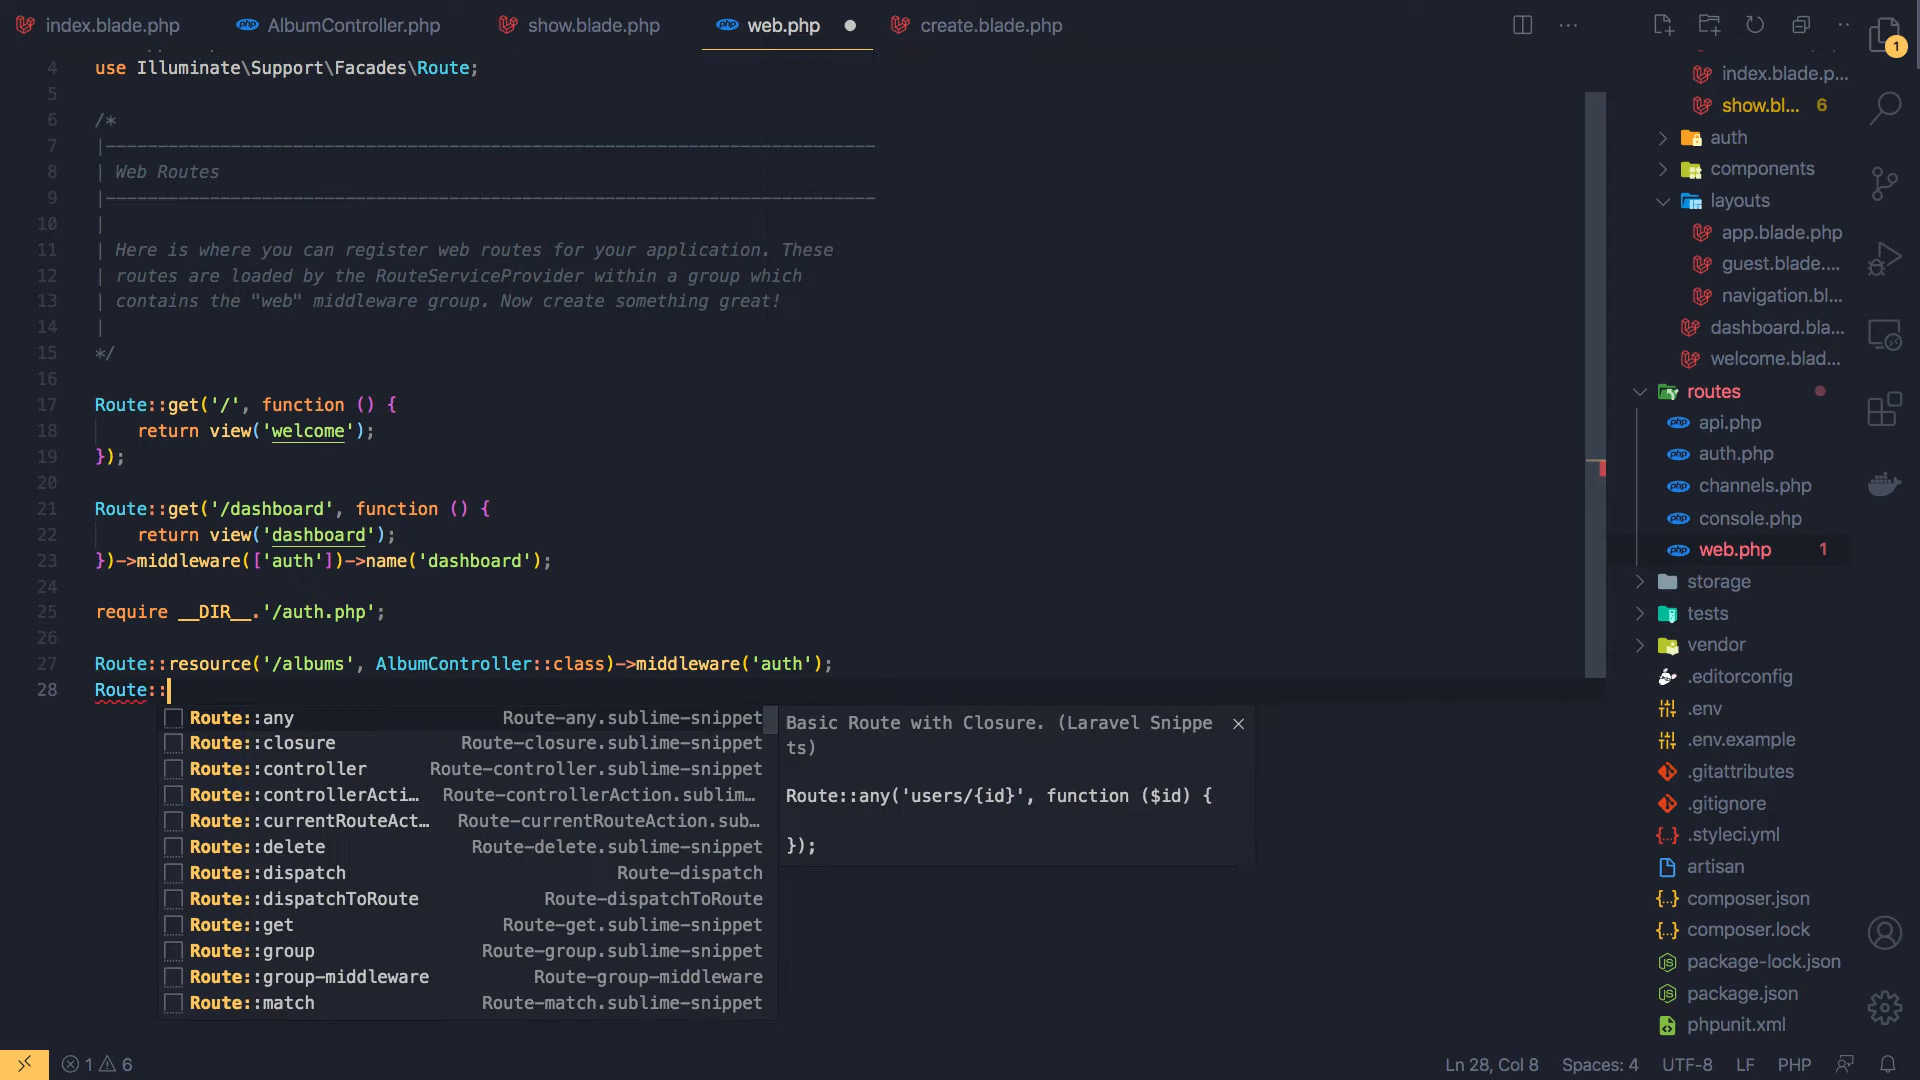 index.blade.php
AlbumController.php
show.blade.php
web.php
create.blade.php
1
4 use Illuminate\Support\Facades\Route;
5
6 /*
7 |--------------------------------------------------------------------------
8 | Web Routes
9 |--------------------------------------------------------------------------
10 |
11 | Here is where you can register web routes for your application. These
12 | routes are loaded by the RouteServiceProvider within a group which
13 | contains the "web" middleware group. Now create something great!
14 |
15 */
16
17 Route::get('/', function () {
18 return view('welcome');
19 });
20
21 Route::get('/dashboard', function () {
22 return view('dashboard');
23 })->middleware(['auth'])->name('dashboard');
24
25 require __DIR__.'/auth.php';
26
27 Route::resource('/albums', AlbumController::class)->middleware('auth');
28 Route::
Route::any Route-any.sublime-snippet
Route::closure Route-closure.sublime-snippet
Route::controller Route-controller.sublime-snippet
Route::controllerActi… Route-controllerAction.sublim…
Route::currentRouteAct… Route-currentRouteAction.sub…
Route::delete Route-delete.sublime-snippet
Route::dispatch Route-dispatch
Route::dispatchToRoute Route-dispatchToRoute
Route::get Route-get.sublime-snippet
Route::group Route-group.sublime-snippet
Route::group-middleware Route-group-middleware
Route::match Route-match.sublime-snippet
Basic Route with Closure. (Laravel Snippe
ts)
Route::any('users/{id}', function ($id) {
});
index.blade.p...
show.bl... 6
auth
components
layouts
app.blade.php
guest.blade....
navigation.bl...
dashboard.bla...
welcome.blad...
routes
api.php
auth.php
channels.php
console.php
web.php 1
storage
tests
vendor
.editorconfig
.env
.env.example
.gitattributes
.gitignore
.styleci.yml
artisan
composer.json
composer.lock
package-lock.json
package.json
phpunit.xml
1 6
Ln 28, Col 8
Spaces: 4
UTF-8
LF
PHP